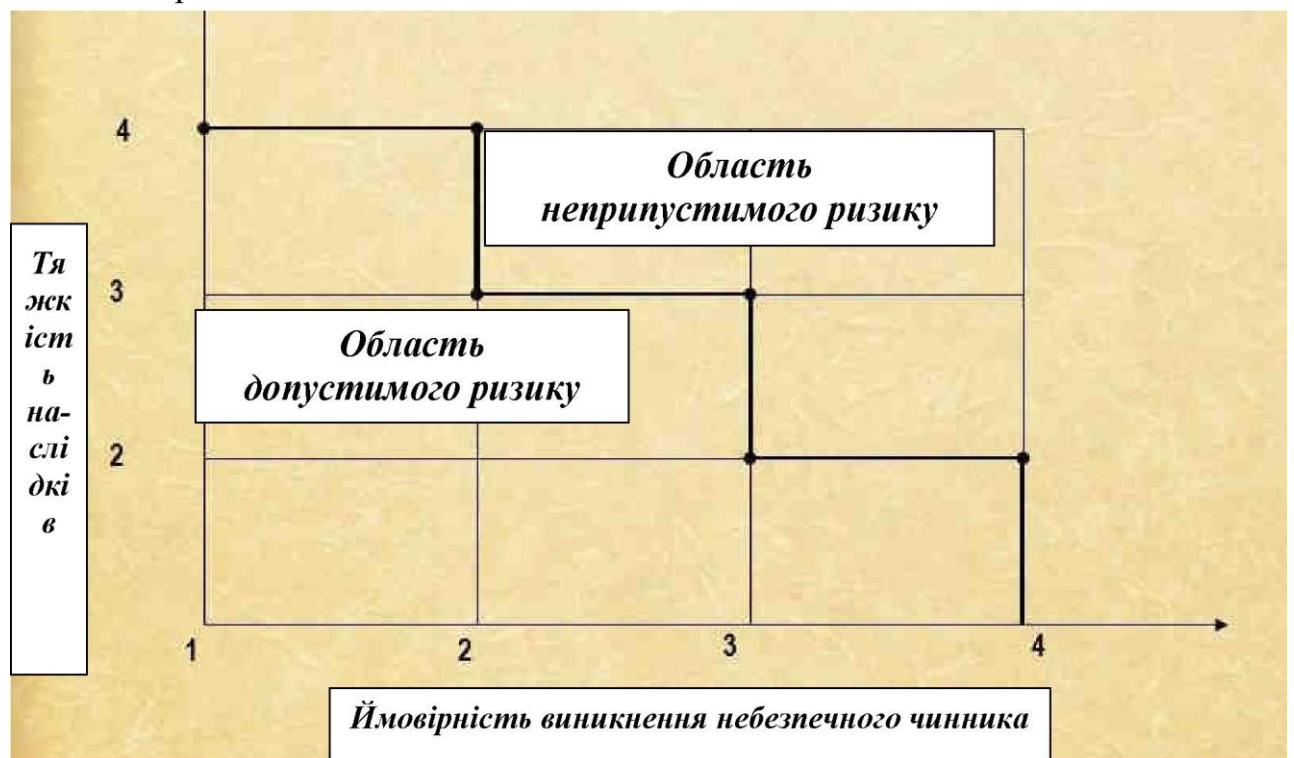 4
Область
неприпустимого ризику
Тя
жк
іст
ь
на-
слі
дкі
в
3
Область
допустимого ризику
2
1
2
3
4
Ймовірність виникнення небезпечного чинника